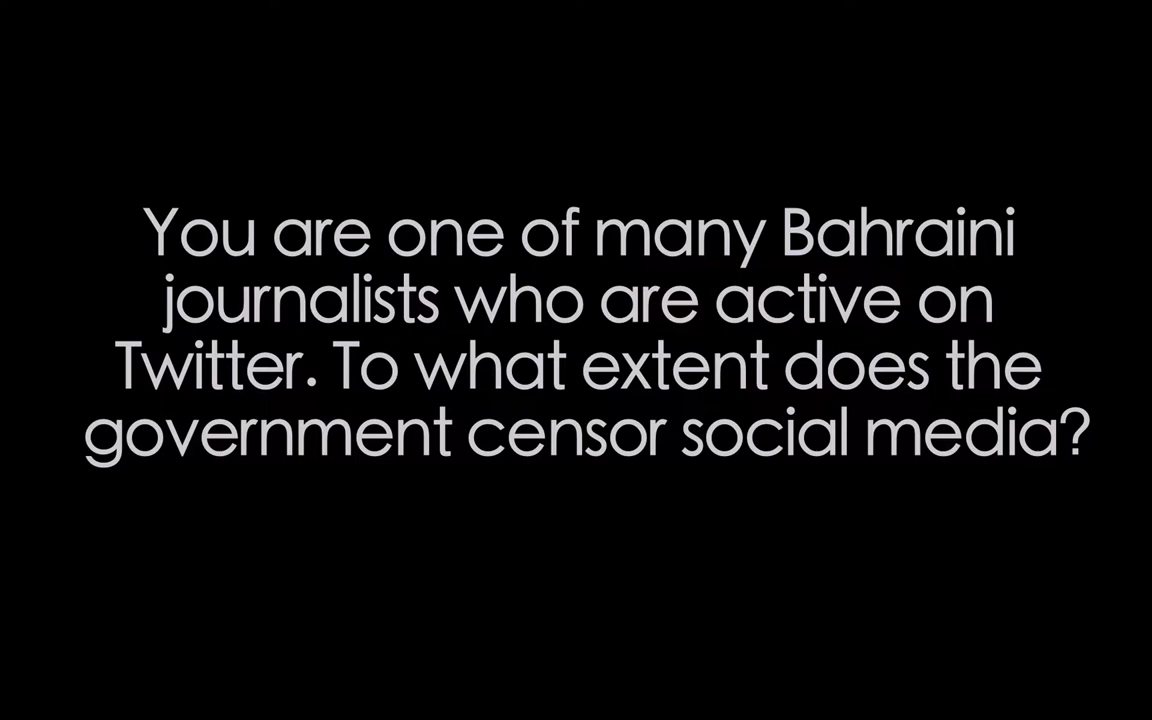 You are one of many Bahraini
journalists who are active on
Twitter. To what extent does the
government censor social media?